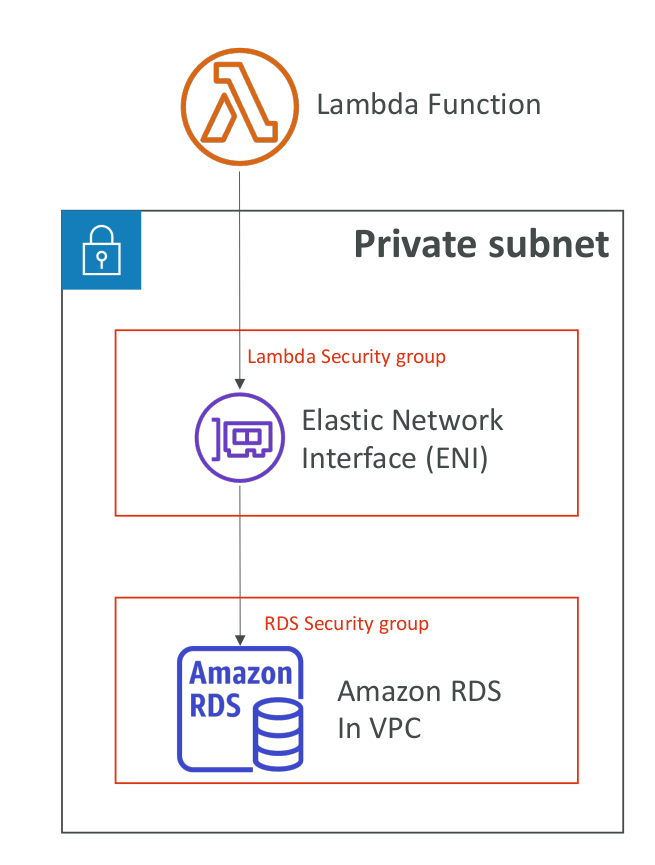 Lambda Function
Private subnet
Lambda Security group
Elastic Network
Interface (ENI)
RDS Security group
Amazon
RDS
Amazon RDS
In VPC